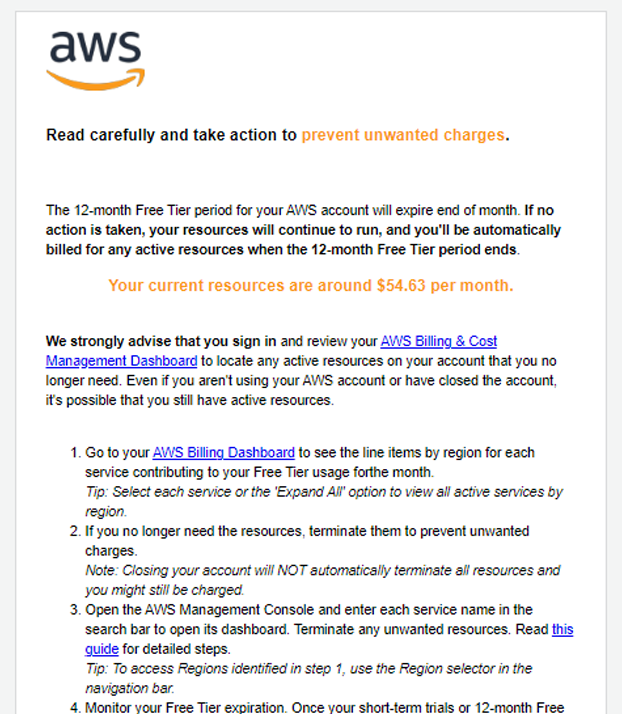 aws
Read carefully and take action to prevent unwanted charges.
The 12-month Free Tier period for your AWS account will expire end of month. If no
action is taken, your resources will continue to run, and you'll be automatically
billed for any active resources when the 12-month Free Tier period ends.
Your current resources are around $54.63 per month.
We strongly advise that you sign in and review your AWS Billing & Cost
Management Dashboard to locate any active resources on your account that you no
longer need. Even if you aren't using your AWS account or have closed the account,
it's possible that you still have active resources.
1. Go to your AWS Billing Dashboard to see the line items by region for each
service contributing to your Free Tier usage forthe month.
Tip: Select each service or the 'Expand All' option to view all active services by
region.
2. If you no longer need the resources, terminate them to prevent unwanted
charges.
Note: Closing your account will NOT automatically terminate all resources and
you might still be charged.
3. Open the AWS Management Console and enter each service name in the
search bar to open its dashboard. Terminate any unwanted resources. Read this
guide for detailed steps.
Tip: To access Regions identified in step 1, use the Region selector in the
navigation bar.
4. Monitor your Free Tier expiration. Once your short-term trials or 12-month Free